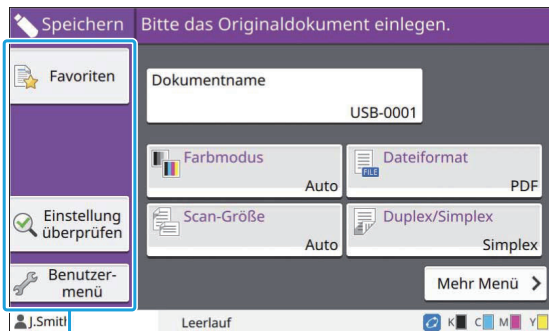 Speichern
Bitte das Originaldokument einlegen.
Favoriten
Dokumentname
USB-0001
Farbmodus
Auto
FILE
Dateiformat
PDF
Einstellung
überprüfen
Scan-Größe
Auto
Duplex/Simplex
Simplex
Benutzer-
menü
Mehr Menü
J.Smith
Leerlauf
K C M Y